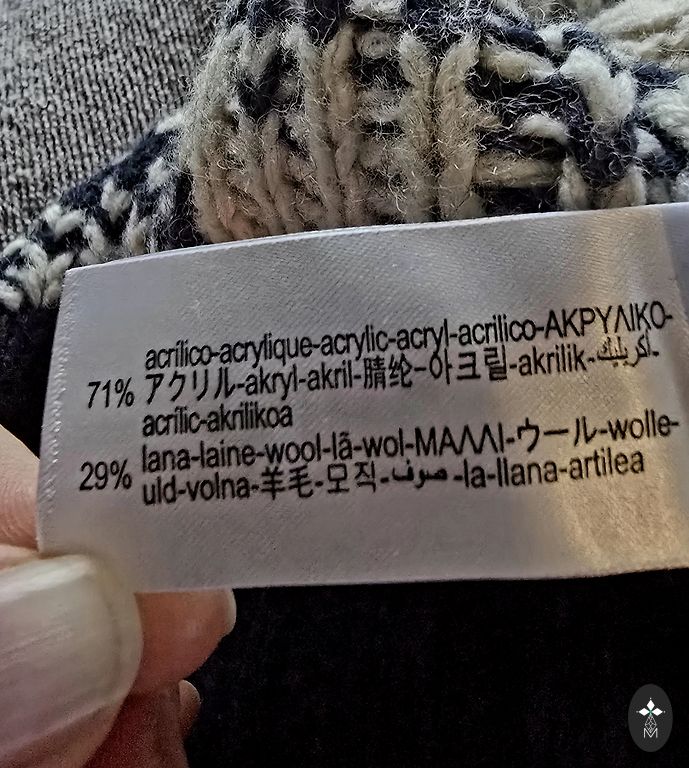 acrílico-acrylique-acrylic-acryl-acrilico-ΑΚΡΥΛΙΚΟ-
71% アクリル-akryl-akril-腈纶-아크릴-akrilik-أكريليك-
acrílic-akrilikoa
29% lana-laine-wool-lã-wol-ΜΑΛΛΙ-ウール-wolle-
uld-volna-羊毛-모직-صوف-la-llana-artilea
M